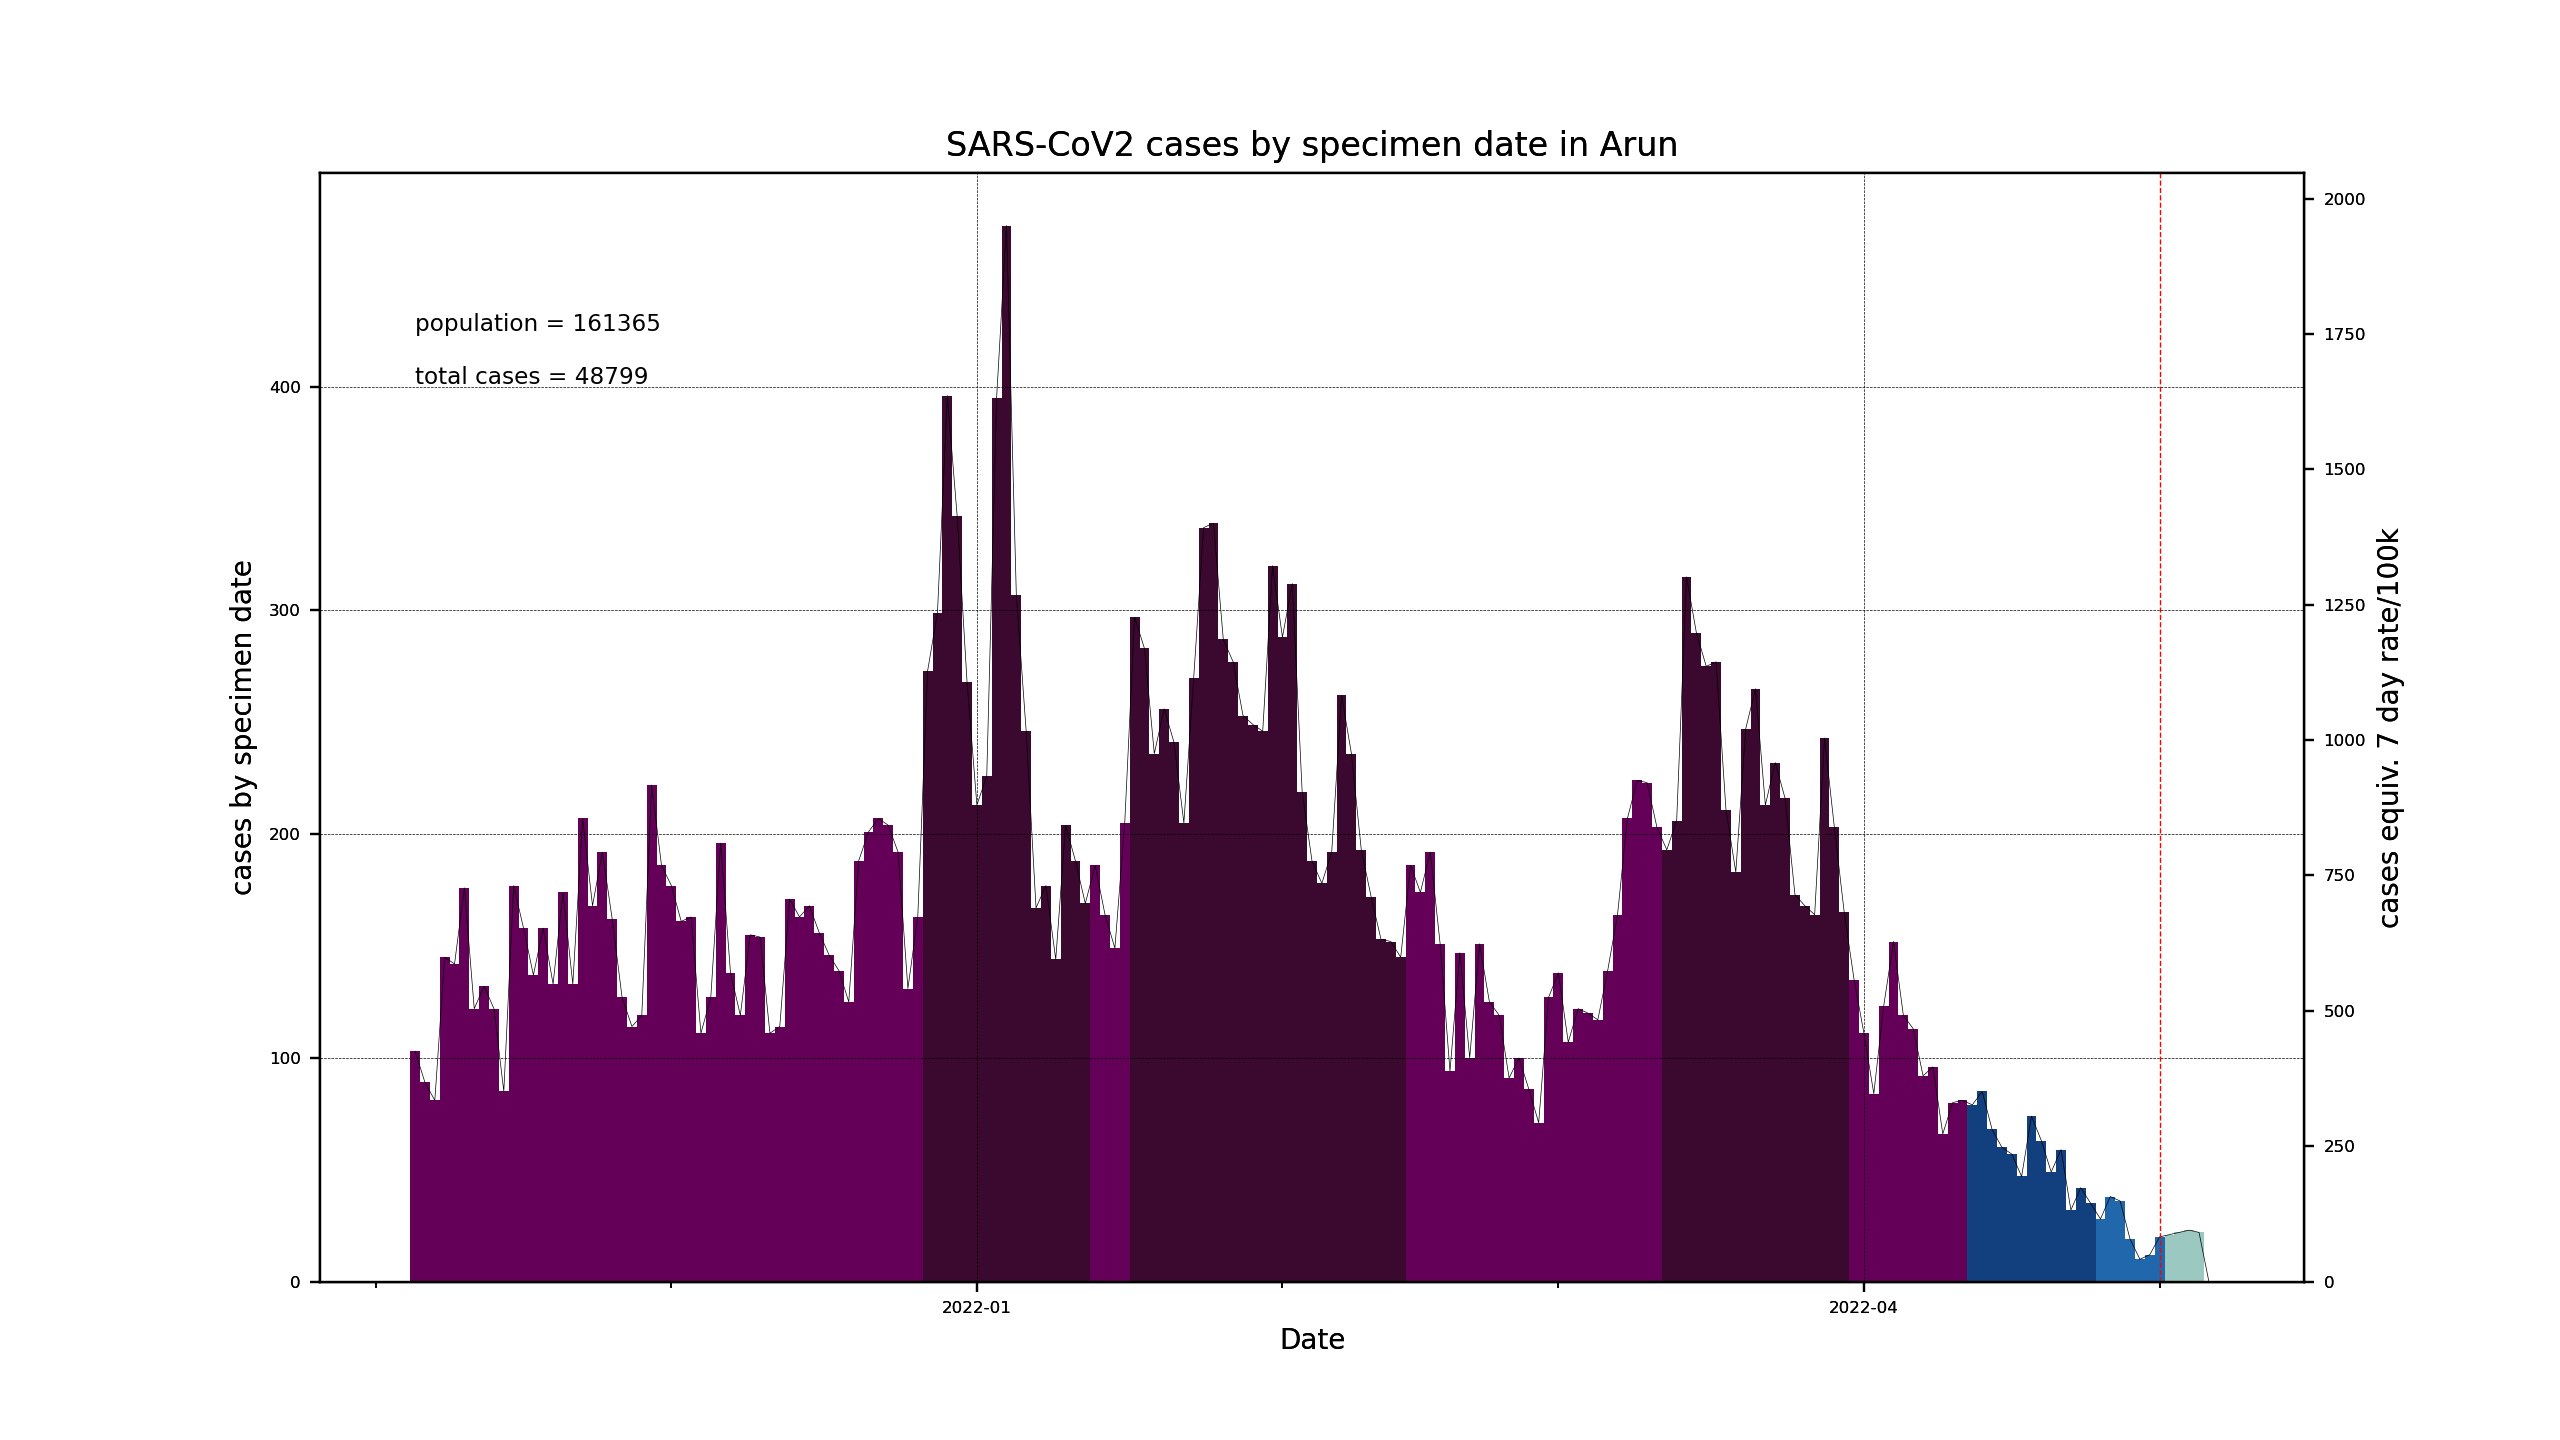 SARS-CoV2 cases by specimen date in Arun
population = 161365
total cases = 48799
cases by specimen date
400
300
200
100
0
2022-01
2022-04
Date
2000
1750
1500
1250
1000
750
500
250
0
cases equiv. 7 day rate/100k